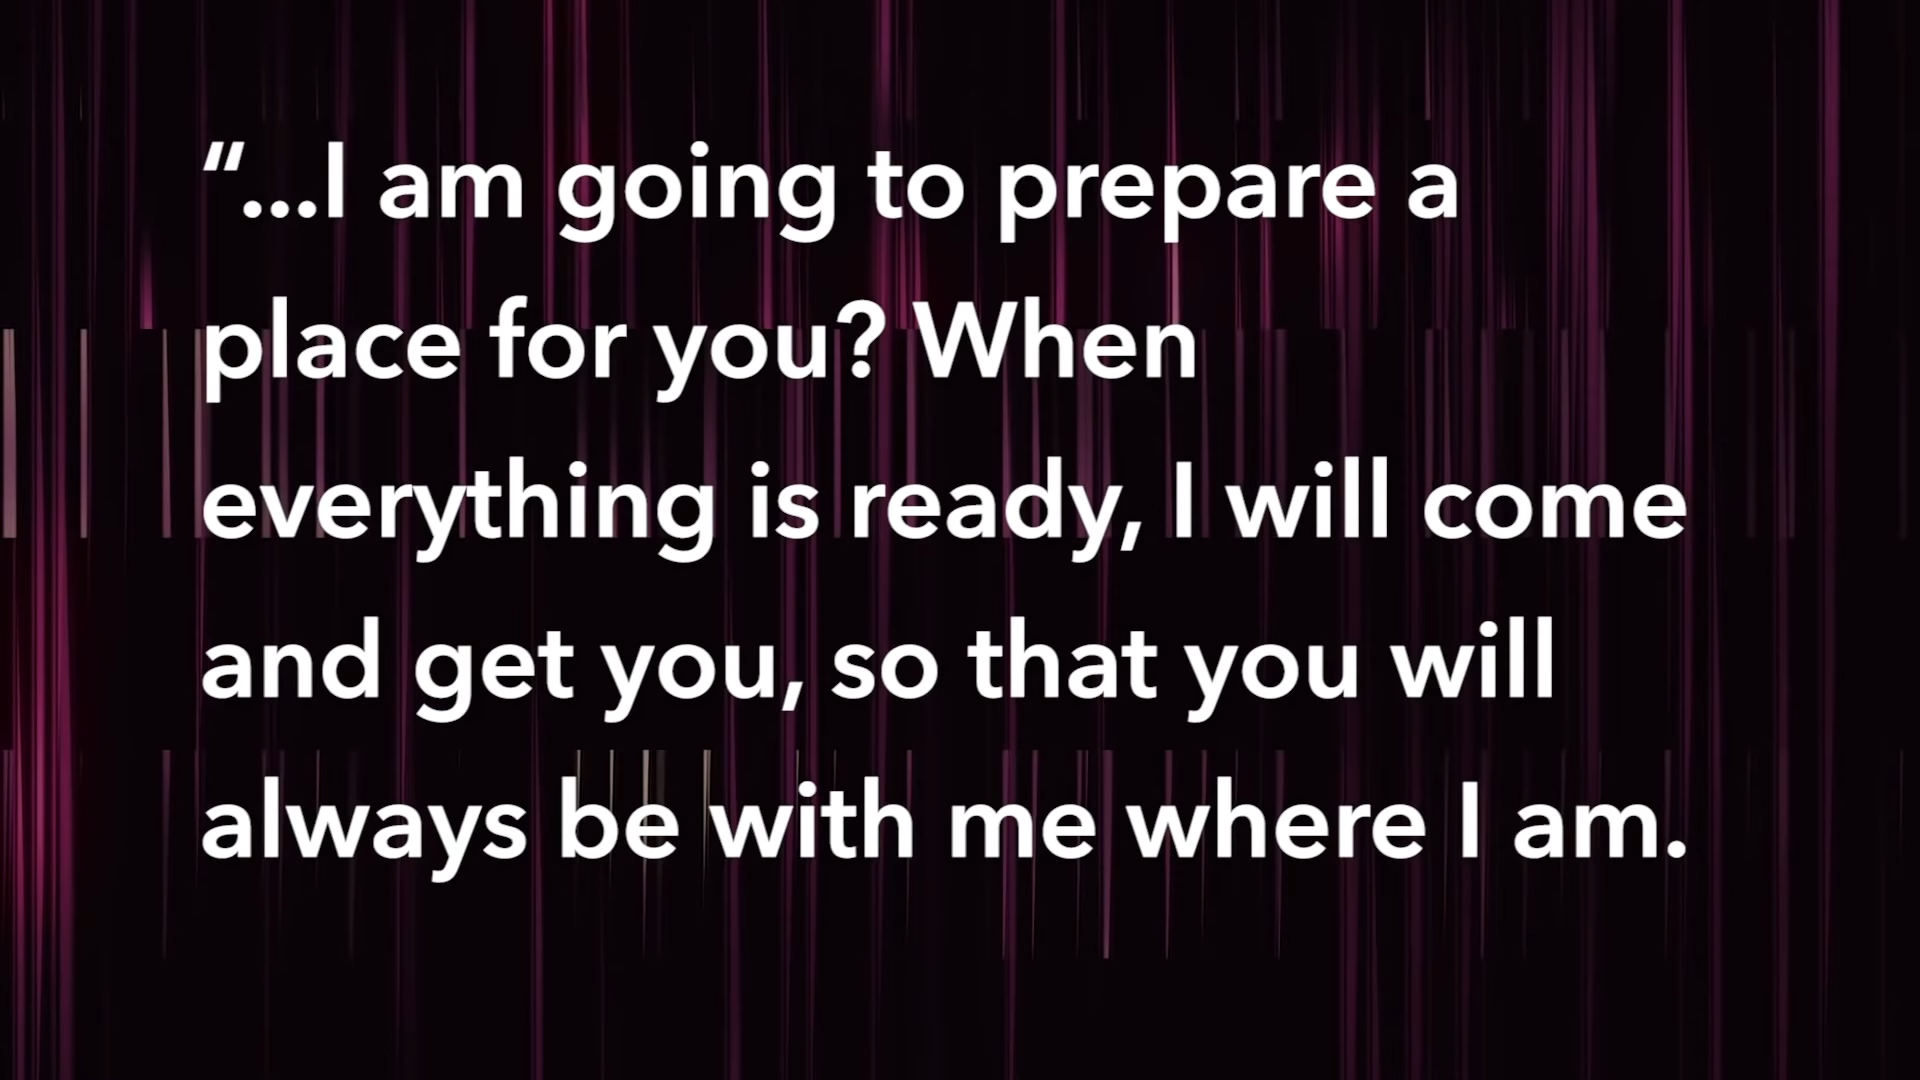 “...I am going to prepare a
place for you? When
everything is ready, I will come
and get you, so that you will
always be with me where I am.